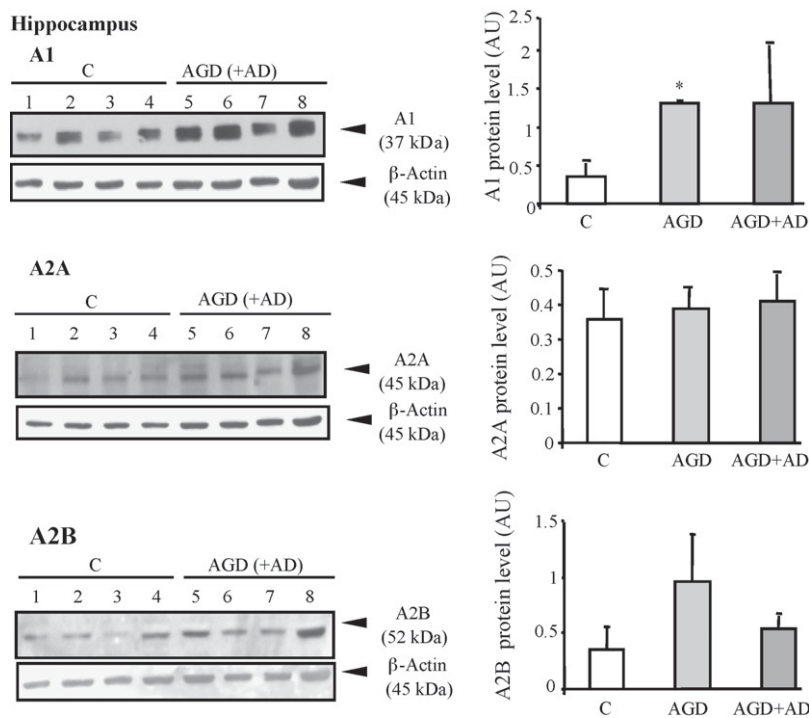 Hippocampus
A1
C AGD (+AD)
1 2 3 4 5 6 7 8
A1
(37 kDa)
β-Actin
(45 kDa)
A1 protein level (AU)
2.5
2
1.5
1
0.5
0
C AGD AGD+AD
*
A2A
C AGD (+AD)
1 2 3 4 5 6 7 8
A2A
(45 kDa)
β-Actin
(45 kDa)
A2A protein level (AU)
0.5
0.4
0.3
0.2
0.1
0
C AGD AGD+AD
A2B
C AGD (+AD)
1 2 3 4 5 6 7 8
A2B
(52 kDa)
β-Actin
(45 kDa)
A2B protein level (AU)
1.5
1
0.5
0
C AGD AGD+AD